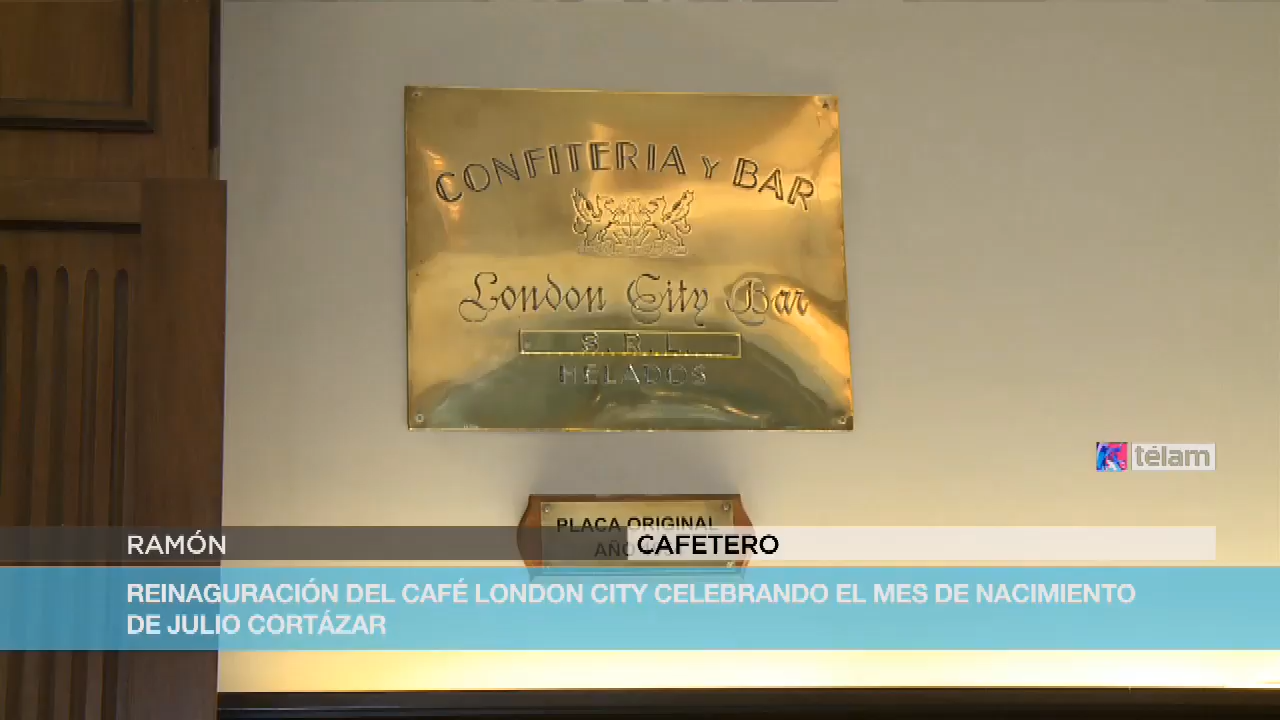 CONFITERIA Y BAR
London City Bar
S.R.L.
HELADOS
télam
PLACA ORIGINAL
AÑO
RAMÓN
CAFETERO
REINAGURACIÓN DEL CAFÉ LONDON CITY CELEBRANDO EL MES DE NACIMIENTO
DE JULIO CORTÁZAR